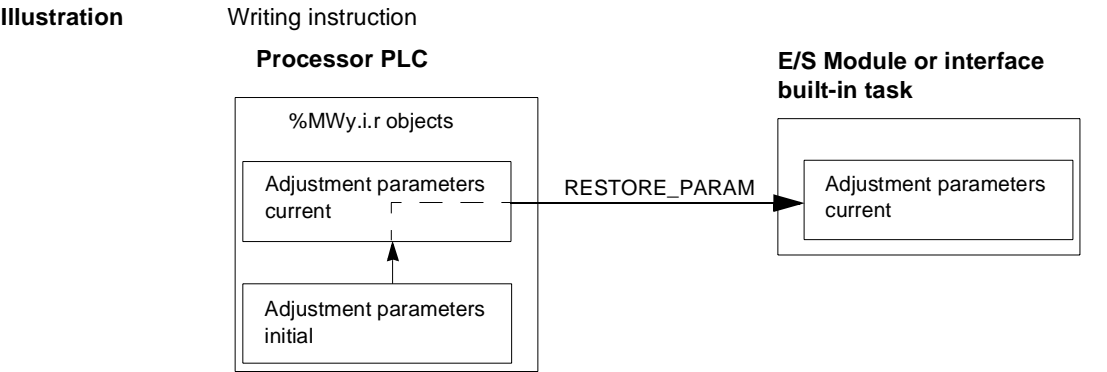 Illustration Writing instruction
Processor PLC
E/S Module or interface
built-in task
%MWy.i.r objects
Adjustment parameters
current
RESTORE_PARAM
Adjustment parameters
current
Adjustment parameters
initial